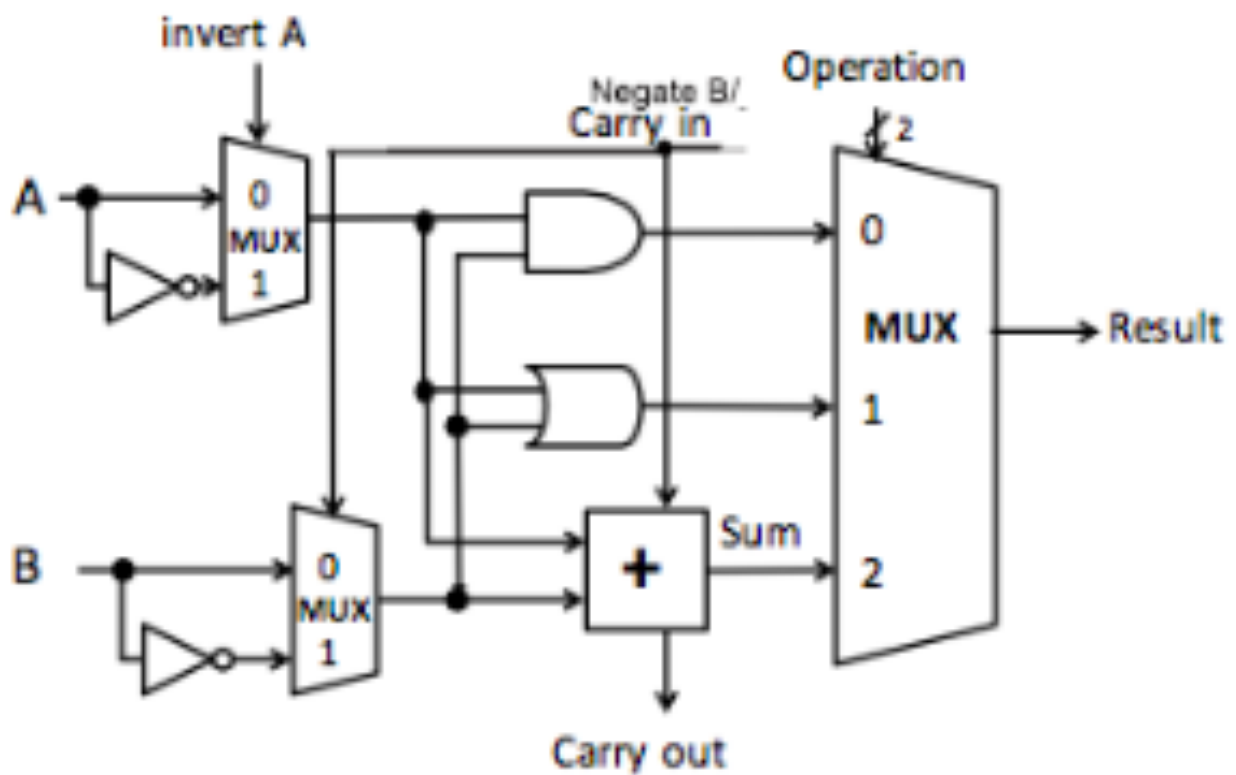 invert A
Negate B/
Carry in
Operation
2
A
0
MUX
1
0
MUX
1
Result
1
B
0
MUX
1
+
Sum
2
Carry out